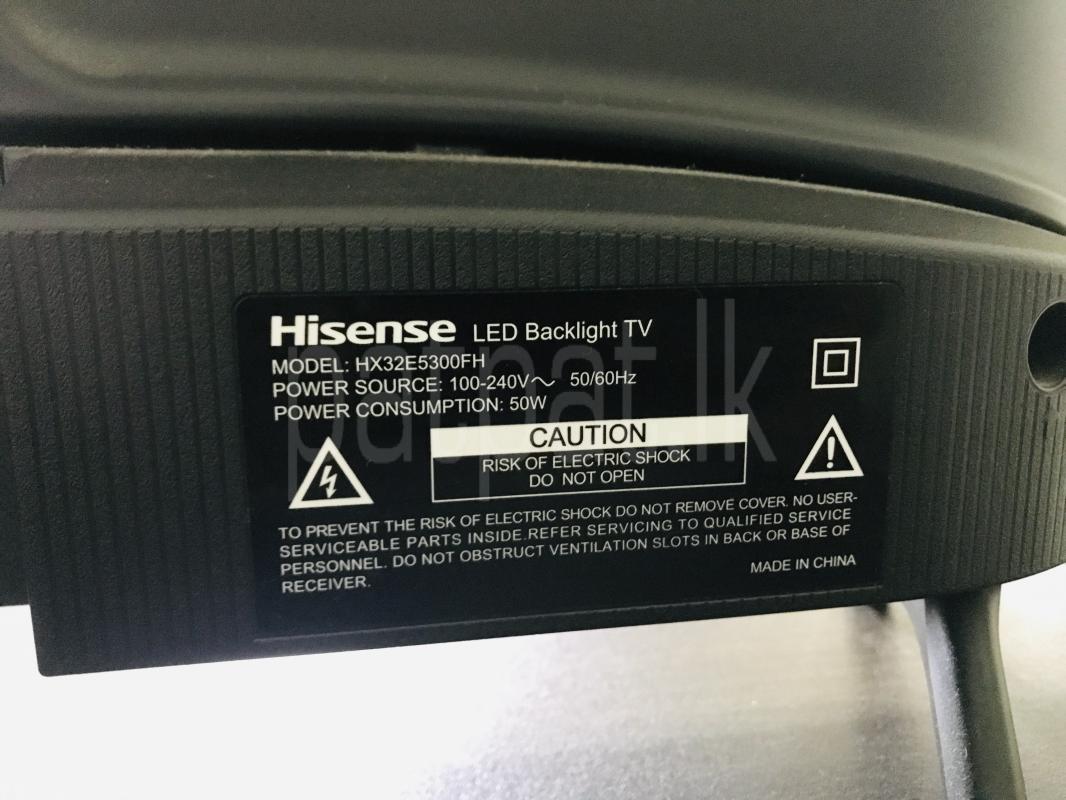 Hisense LED Backlight TV
MODEL: HX32E5300FH
POWER SOURCE: 100-240V～ 50/60Hz
POWER CONSUMPTION: 50W
CAUTION
RISK OF ELECTRIC SHOCK
DO NOT OPEN
TO PREVENT THE RISK OF ELECTRIC SHOCK DO NOT REMOVE COVER. NO USER-
SERVICEABLE PARTS INSIDE.REFER SERVICING TO QUALIFIED SERVICE
PERSONNEL. DO NOT OBSTRUCT VENTILATION SLOTS IN BACK OR BASE OF
RECEIVER.
MADE IN CHINA
patpat.lk